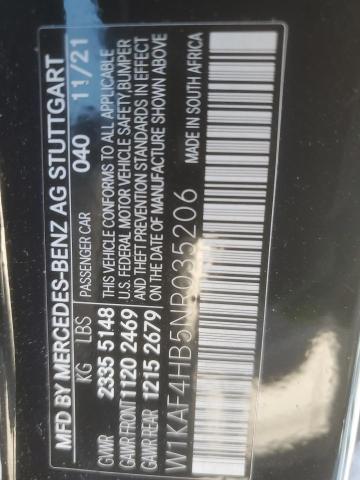 MFD BY MERCEDES-BENZ AG STUTTGART
PASSENGER CAR 040 11/21
KG LBS
GVWR 2335 5148
GAWR FRONT 1120 2469
GAWR REAR 1215 2679
THIS VEHICLE CONFORMS TO ALL APPLICABLE
U.S. FEDERAL MOTOR VEHICLE SAFETY, BUMPER
AND THEFT PREVENTION STANDARDS IN EFFECT
ON THE DATE OF MANUFACTURE SHOWN ABOVE
W1KAF4HB5NR035206
MADE IN SOUTH AFRICA